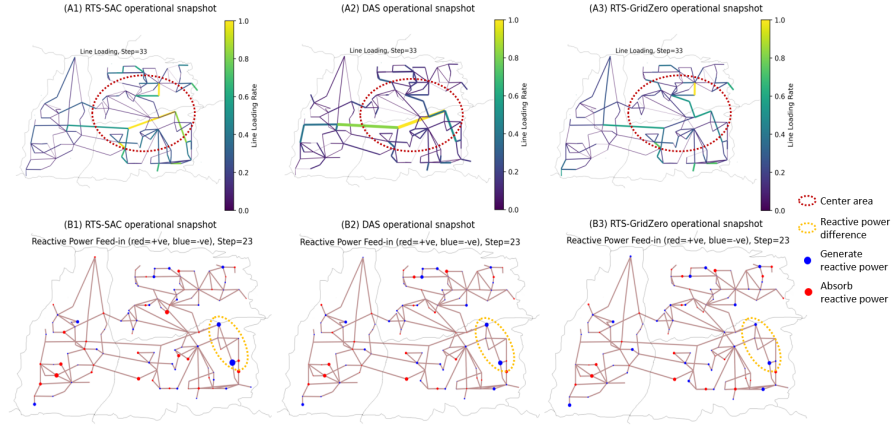 (A1) RTS-SAC operational snapshot
Line Loading, Step=33
1.0
0.8
0.6
0.4
0.2
0.0
Line Loading Rate
(A2) DAS operational snapshot
Line Loading, Step=33
1.0
0.8
0.6
0.4
0.2
0.0
Line Loading Rate
(A3) RTS-GridZero operational snapshot
Line Loading, Step=33
1.0
0.8
0.6
0.4
0.2
0.0
Line Loading Rate
Center area
Reactive power
difference
Generate
reactive power
Absorb
reactive power
(B1) RTS-SAC operational snapshot
Reactive Power Feed-in (red=+ve, blue=-ve), Step=23
(B2) DAS operational snapshot
Reactive Power Feed-in (red=+ve, blue=-ve), Step=23
(B3) RTS-GridZero operational snapshot
Reactive Power Feed-in (red=+ve, blue=-ve), Step=23